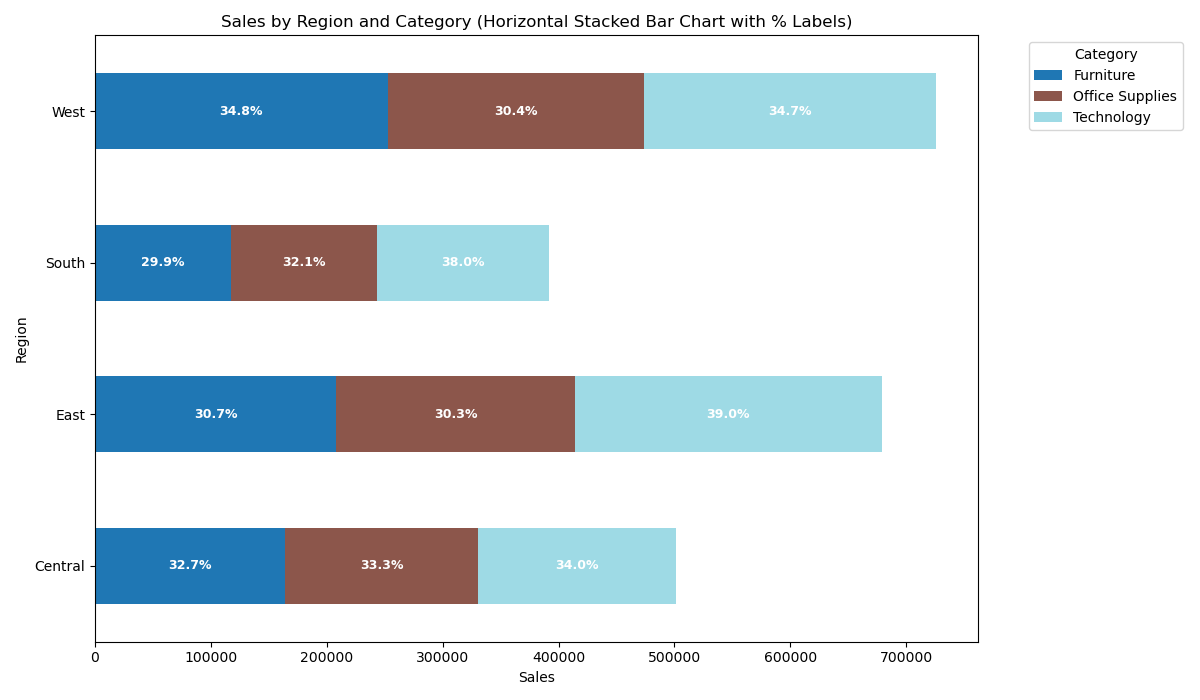 Sales by Region and Category (Horizontal Stacked Bar Chart with % Labels)
Category
Furniture
Office Supplies
Technology
Region
West
34.8% 30.4% 34.7%
South
29.9% 32.1% 38.0%
East
30.7% 30.3% 39.0%
Central
32.7% 33.3% 34.0%
0 100000 200000 300000 400000 500000 600000 700000
Sales